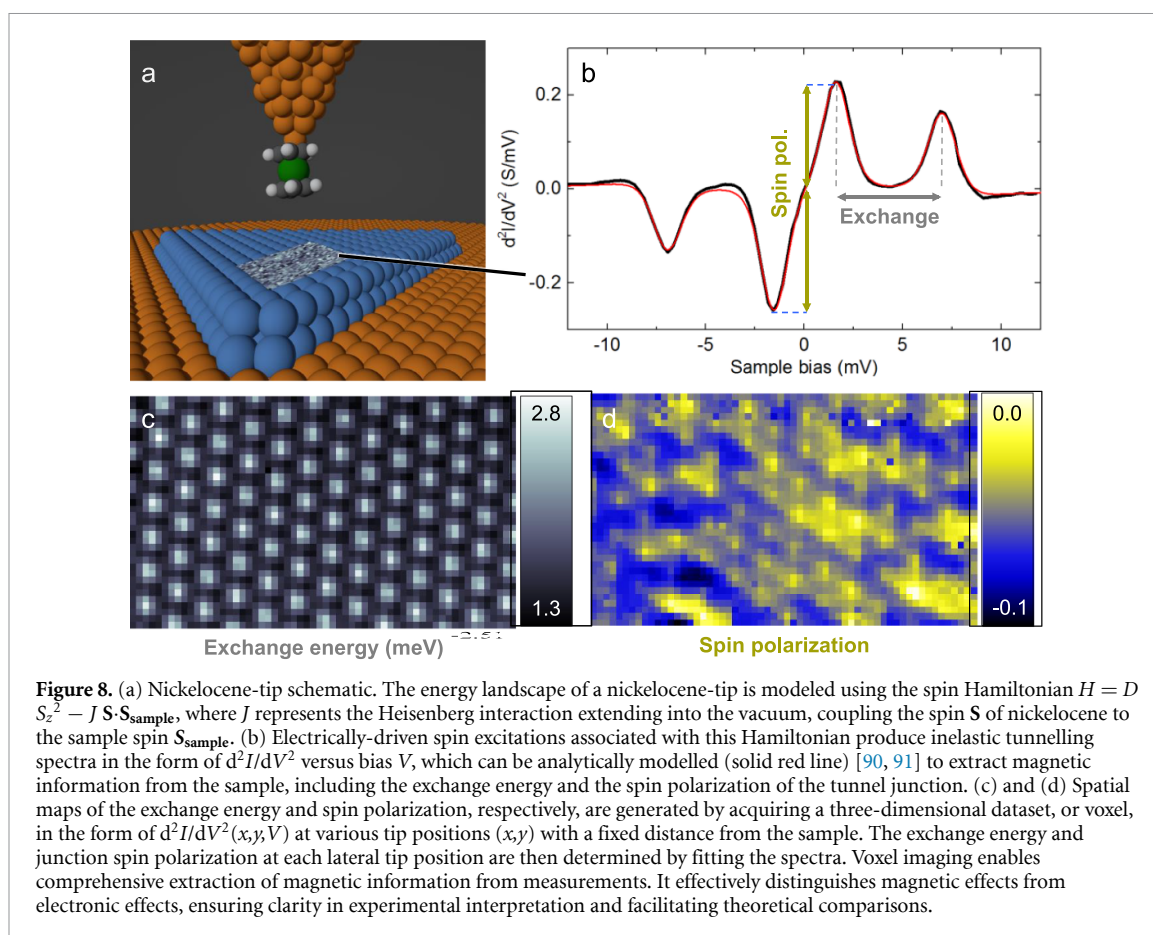 a
b
0.2
0.0
-0.2
d²I/dV² (S/mV)
Spin pol.
Exchange
-10
-5
0
5
10
Sample bias (mV)
c
2.8
1.3
d
0.0
-0.1
Exchange energy (meV)
-2.51
Spin polarization
Figure 8. (a) Nickelocene-tip schematic. The energy landscape of a nickelocene-tip is modeled using the spin Hamiltonian H = D
S_z² − J S·S_sample, where J represents the Heisenberg interaction extending into the vacuum, coupling the spin S of nickelocene to
the sample spin S_sample. (b) Electrically-driven spin excitations associated with this Hamiltonian produce inelastic tunnelling
spectra in the form of d²I/dV² versus bias V, which can be analytically modelled (solid red line) [90, 91] to extract magnetic
information from the sample, including the exchange energy and the spin polarization of the tunnel junction. (c) and (d) Spatial
maps of the exchange energy and spin polarization, respectively, are generated by acquiring a three-dimensional dataset, or voxel,
in the form of d²I/dV²(x,y,V) at various tip positions (x,y) with a fixed distance from the sample. The exchange energy and
junction spin polarization at each lateral tip position are then determined by fitting the spectra. Voxel imaging enables
comprehensive extraction of magnetic information from measurements. It effectively distinguishes magnetic effects from
electronic effects, ensuring clarity in experimental interpretation and facilitating theoretical comparisons.